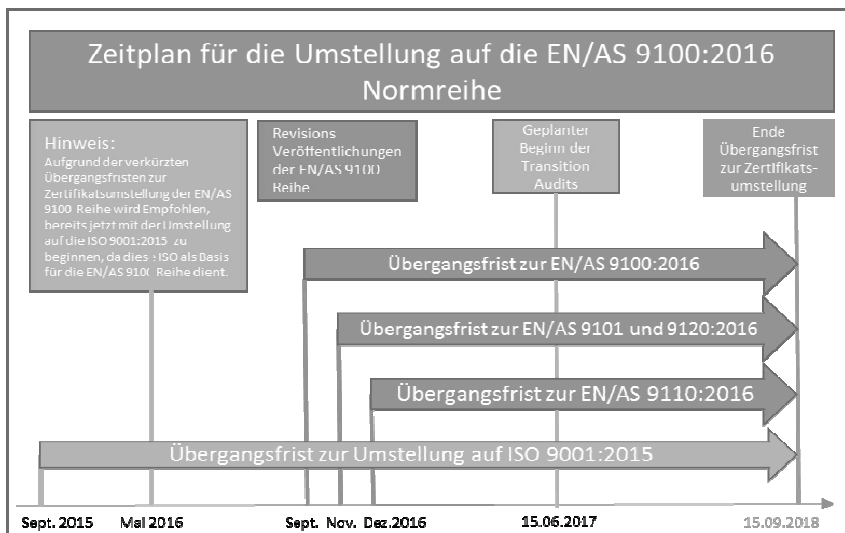 Zeitplan für die Umstellung auf die EN/AS 9100:2016
Normreihe
Hinweis:
Aufgrund der verkürzten
Übergangsfristen zur
Zertifikatsumstellung der EN/AS
9100 Reihe wird Empfohlen,
bereits jetzt mit der Umstellung
auf die ISO 9001:2015 zu
beginnen, da diese ISO als Basis
für die EN/AS 9100 Reihe dient.
Revisions
Veröffentlichungen
der EN/AS 9100
Reihe
Geplanter
Beginn der
Transition
Audits
Ende
Übergangsfrist
zur Zertifikats-
umstellung
Übergangsfrist zur EN/AS 9100:2016
Übergangsfrist zur EN/AS 9101 und 9120:2016
Übergangsfrist zur EN/AS 9110:2016
Übergangsfrist zur Umstellung auf ISO 9001:2015
Sept. 2015 Mai 2016 Sept. Nov. Dez.2016 15.06.2017 15.09.2018